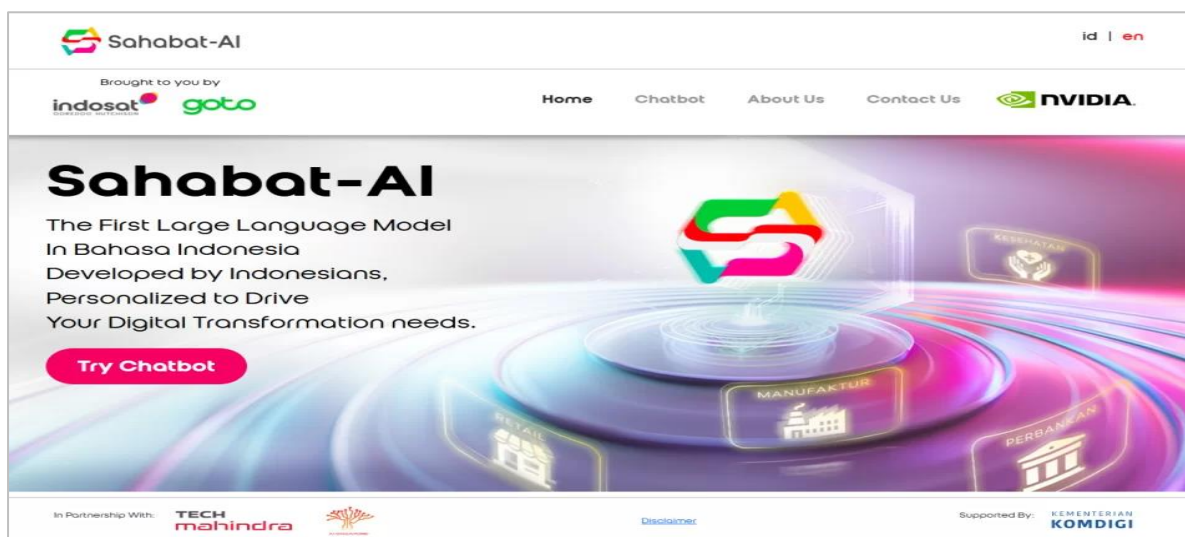 Sahabat-AI
id | en
Brought to you by
indosat
OOREDOO HUTCHISON
goto
Home
Chatbot
About Us
Contact Us
NVIDIA.
Sahabat-AI
The First Large Language Model
In Bahasa Indonesia
Developed by Indonesians,
Personalized to Drive
Your Digital Transformation needs.
Try Chatbot
KESEHATAN
MANUFAKTUR
RETAIL
PERBANKAN
In Partnership With:
TECH
mahindra
Disclaimer
Supported By:
KEMENTERIAN
KOMDIGI